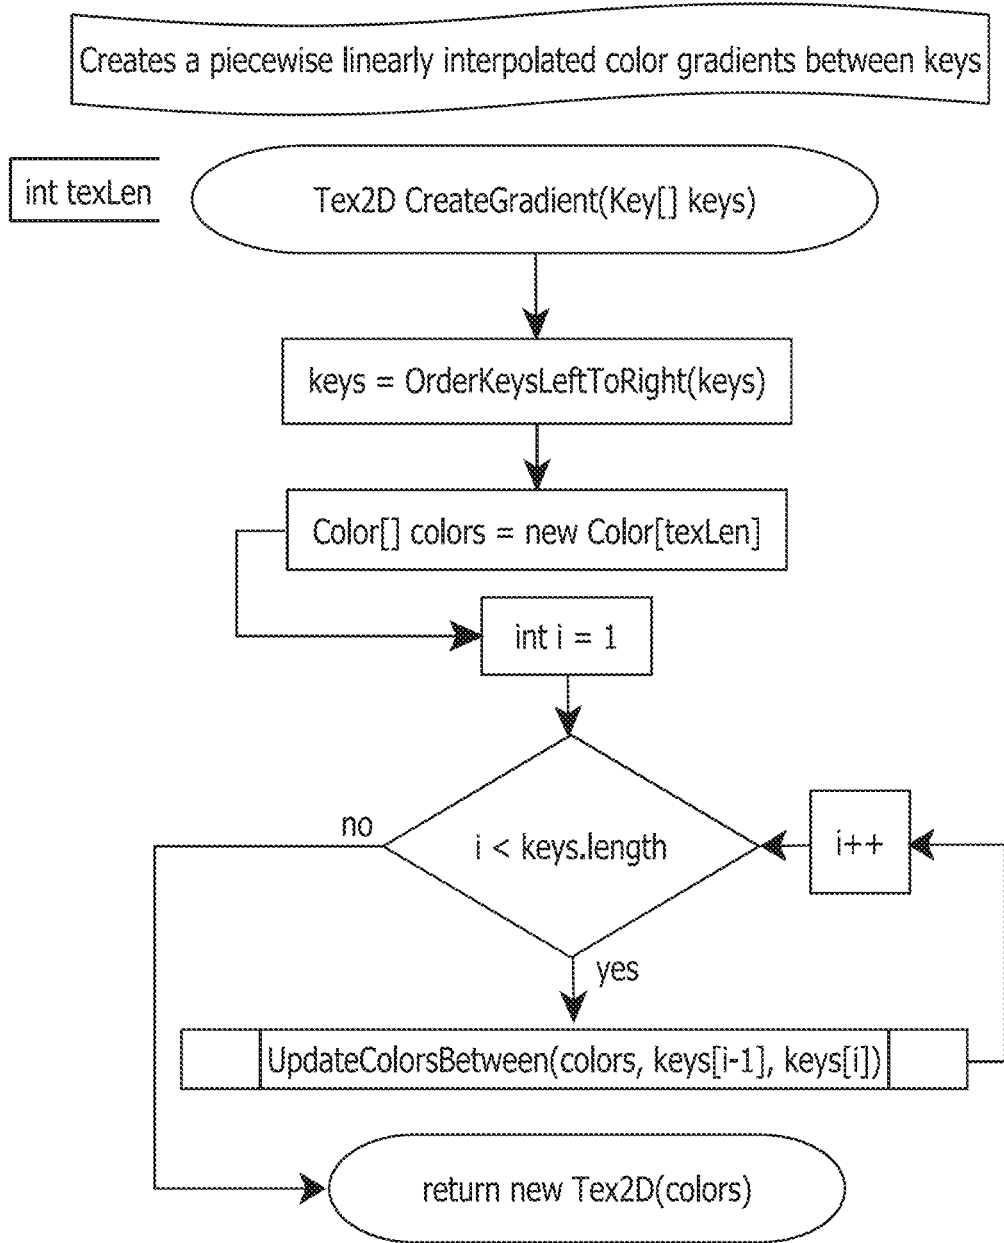 Creates a piecewise linearly interpolated color gradients between keys
int texLen
Tex2D CreateGradient(Key[] keys)
keys = OrderKeysLeftToRight(keys)
Color[] colors = new Color[texLen]
int i = 1
no
i < keys.length
i++
yes
UpdateColorsBetween(colors, keys[i-1], keys[i])
return new Tex2D(colors)